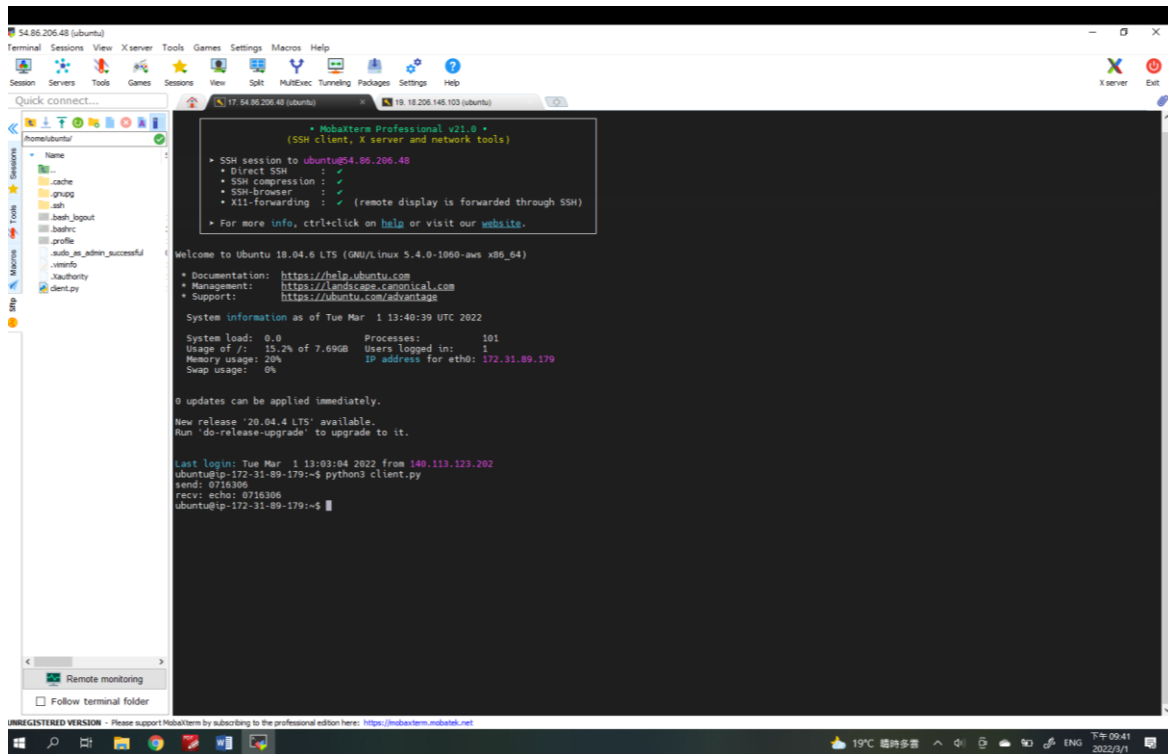 54.86.206.48 (ubuntu)
Terminal Sessions View X server Tools Games Settings Macros Help
Session Servers Tools Games Sessions View Split MultiExec Tunneling Packages Settings Help X server Exit
Quick connect...
17. 54.86.206.48 (ubuntu)
19. 18.206.145.103 (ubuntu)
/home/ubuntu/
Name
..
.cache
.gnupg
.ssh
.bash_logout
.bashrc
.profile
.sudo_as_admin_successful
.viminfo
.Xauthority
client.py
Sessions
Tools
Macros
Sftp
• MobaXterm Professional v21.0 •
(SSH client, X server and network tools)
➤ SSH session to ubuntu@54.86.206.48
• Direct SSH : ✔
• SSH compression : ✔
• SSH-browser : ✔
• X11-forwarding : ✔ (remote display is forwarded through SSH)
➤ For more info, ctrl+click on help or visit our website.
Welcome to Ubuntu 18.04.6 LTS (GNU/Linux 5.4.0-1060-aws x86_64)
* Documentation: https://help.ubuntu.com
* Management: https://landscape.canonical.com
* Support: https://ubuntu.com/advantage
System information as of Tue Mar 1 13:40:39 UTC 2022
System load: 0.0 Processes: 101
Usage of /: 15.2% of 7.69GB Users logged in: 1
Memory usage: 20% IP address for eth0: 172.31.89.179
Swap usage: 0%
0 updates can be applied immediately.
New release '20.04.4 LTS' available.
Run 'do-release-upgrade' to upgrade to it.
Last login: Tue Mar 1 13:03:04 2022 from 140.113.123.202
ubuntu@ip-172-31-89-179:~$ python3 client.py
send: 0716306
recv: echo: 0716306
ubuntu@ip-172-31-89-179:~$
Remote monitoring
Follow terminal folder
UNREGISTERED VERSION - Please support MobaXterm by subscribing to the professional edition here: https://mobaxterm.mobatek.net
19°C 晴時多雲 ENG 下午 09:41
2022/3/1